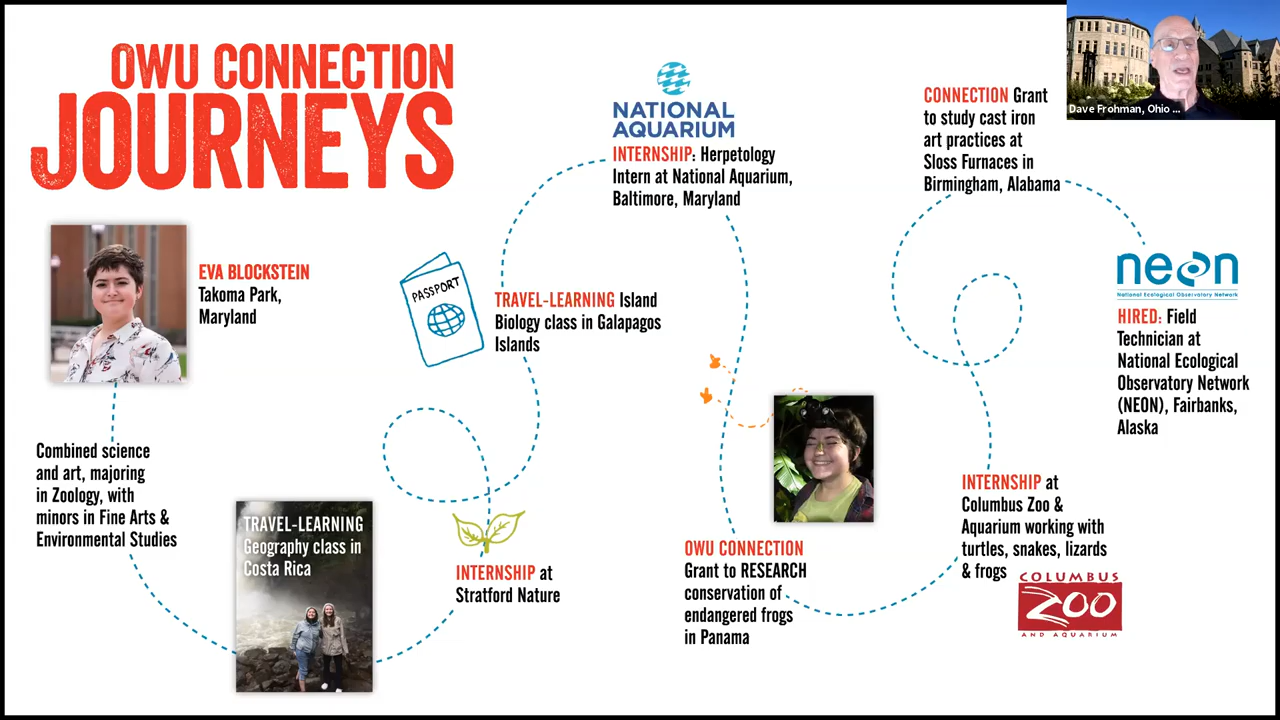 OWU CONNECTION
JOURNEYS
EVA BLOCKSTEIN
Takoma Park,
Maryland
Combined science
and art, majoring
in Zoology, with
minors in Fine Arts &
Environmental Studies
TRAVEL-LEARNING
Geography class in
Costa Rica
INTERNSHIP at
Stratford Nature
PASSPORT
TRAVEL-LEARNING Island
Biology class in Galapagos
Islands
NATIONAL
AQUARIUM
INTERNSHIP: Herpetology
Intern at National Aquarium,
Baltimore, Maryland
OWU CONNECTION
Grant to RESEARCH
conservation of
endangered frogs
in Panama
INTERNSHIP at
Columbus Zoo &
Aquarium working with
turtles, snakes, lizards
& frogs
COLUMBUS
ZOO
AND AQUARIUM
CONNECTION Grant
to study cast iron
art practices at
Sloss Furnaces in
Birmingham, Alabama
neon
National Ecological Observatory Network
HIRED: Field
Technician at
National Ecological
Observatory Network
(NEON), Fairbanks,
Alaska
Dave Frohman, Ohio ...